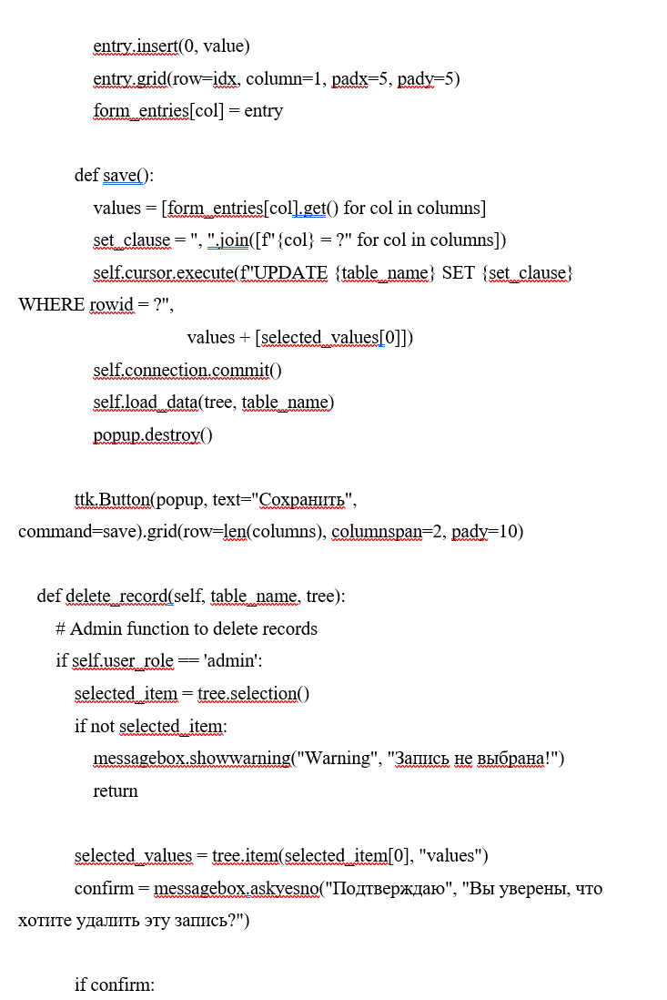 entry.insert(0, value)
entry.grid(row=idx, column=1, padx=5, pady=5)
form_entries[col] = entry
def save():
values = [form_entries[col].get() for col in columns]
set_clause = ", ".join([f"{col} = ?" for col in columns])
self.cursor.execute(f"UPDATE {table_name} SET {set_clause}
WHERE rowid = ?",
values + [selected_values[0]])
self.connection.commit()
self.load_data(tree, table_name)
popup.destroy()
ttk.Button(popup, text="Сохранить",
command=save).grid(row=len(columns), columnspan=2, pady=10)
def delete_record(self, table_name, tree):
# Admin function to delete records
if self.user_role == 'admin':
selected_item = tree.selection()
if not selected_item:
messagebox.showwarning("Warning", "Запись не выбрана!")
return
selected_values = tree.item(selected_item[0], "values")
confirm = messagebox.askyesno("Подтверждаю", "Вы уверены, что
хотите удалить эту запись?")
if confirm: